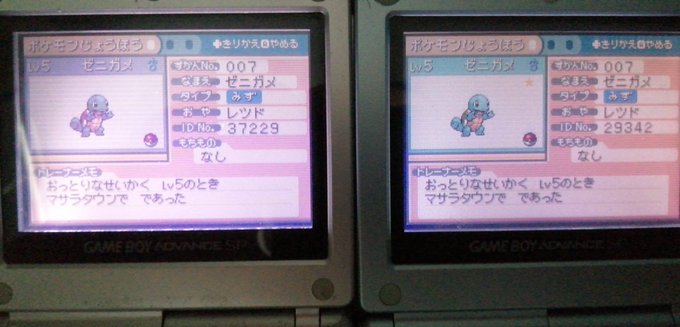 ポケモンじょうほう
きりかえ
やめる
Lv5 ゼニガメ ♂
ずかんNo. 007
なまえ ゼニガメ
タイプ みず
おや レッド
IDNo. 37229
もちもの
なし
トレーナーメモ
おっとりなせいかく Lv5のとき
マサラタウンで であった
GAME BOY ADVANCE SP
ポケモンじょうほう
きりかえ
やめる
Lv5 ゼニガメ ♂
ずかんNo. 007
なまえ ゼニガメ
タイプ みず
おや レッド
IDNo. 29342
もちもの
なし
トレーナーメモ
おっとりなせいかく Lv5のとき
マサラタウンで であった
GAME BOY ADVANCE SP